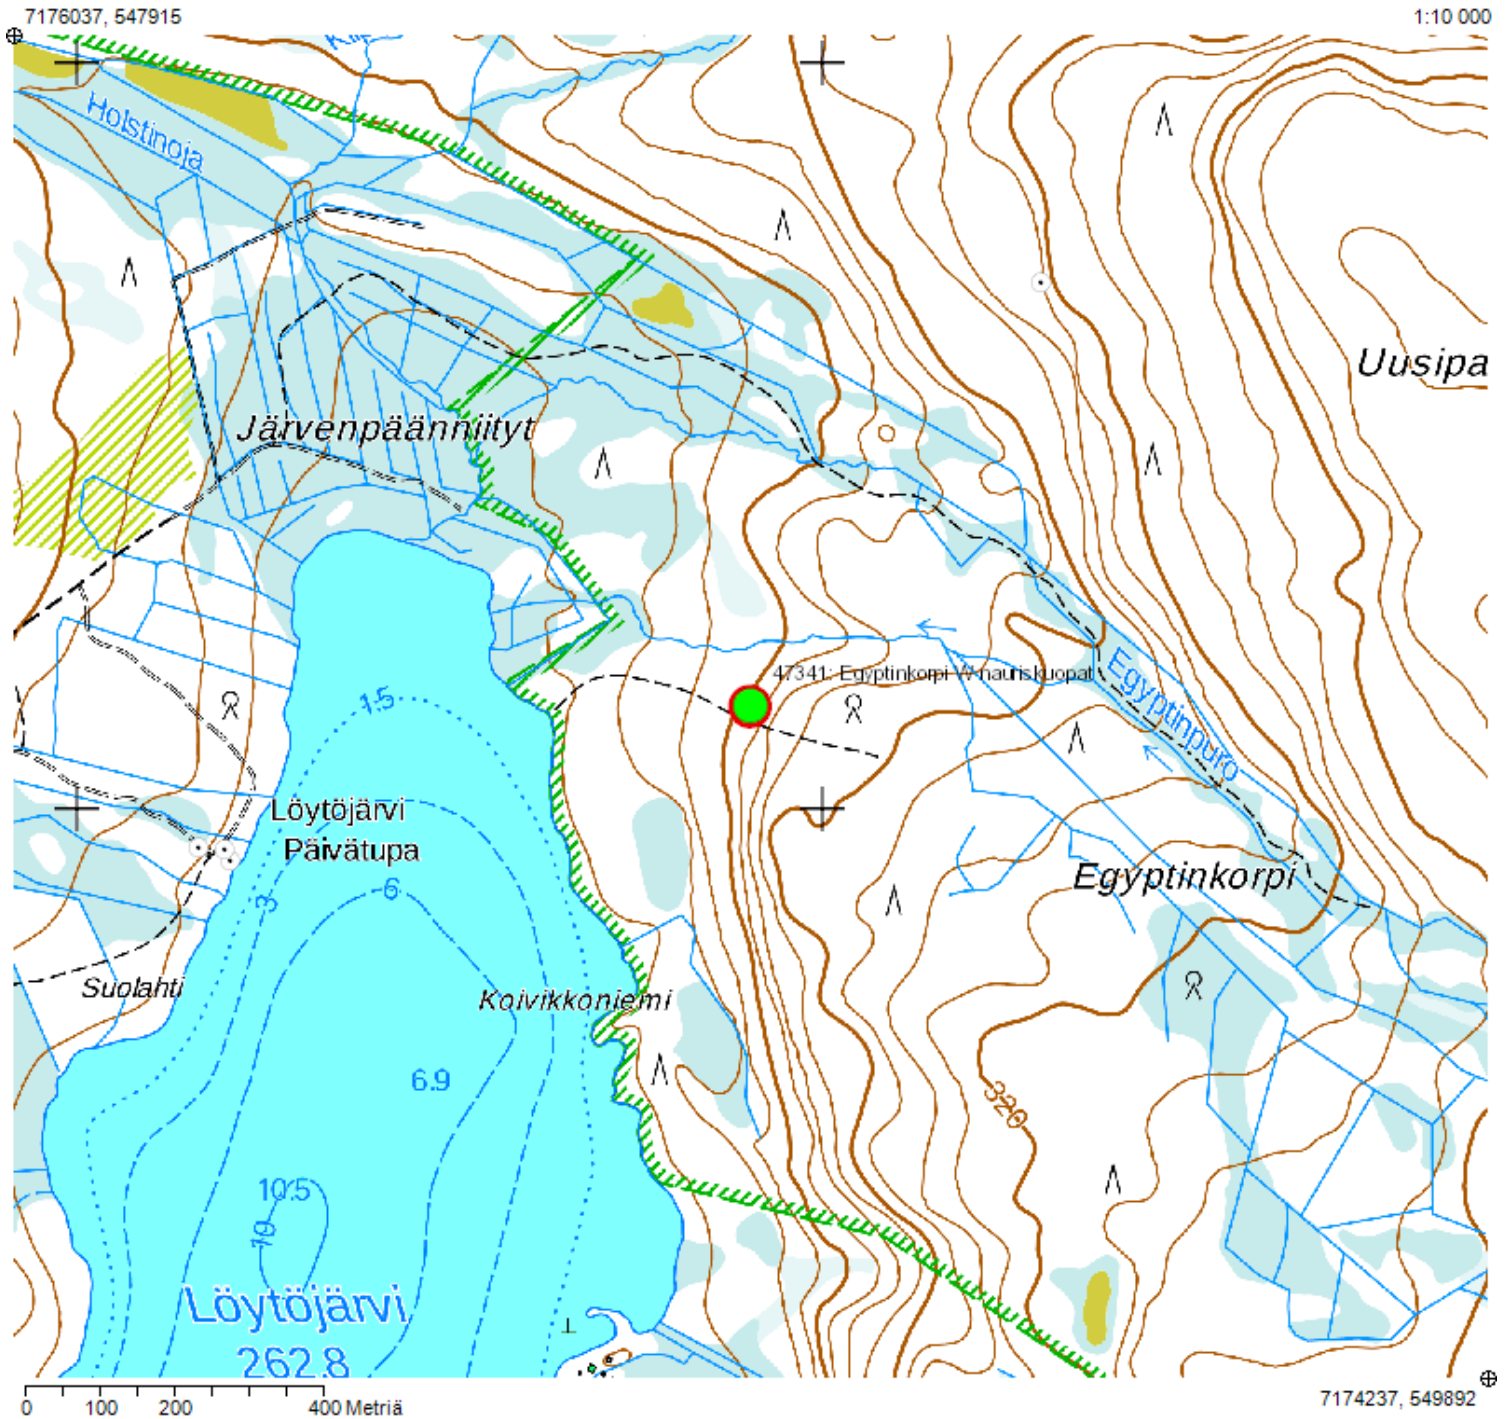 7176037, 547915
1:10 000
Holstinoja
Uusipa
Järvenpäänniityt
47341: Egyptinkorpi W nauriskuopat
Egyptinpuro
1.5
Löytöjärvi
Päivätupa
Egyptinkorpi
6
3
Suolahti
Koivikkoniemi
6.9
320
10.5
10
Löytöjärvi
262.8
0 100 200 400 Metriä
7174237, 549892